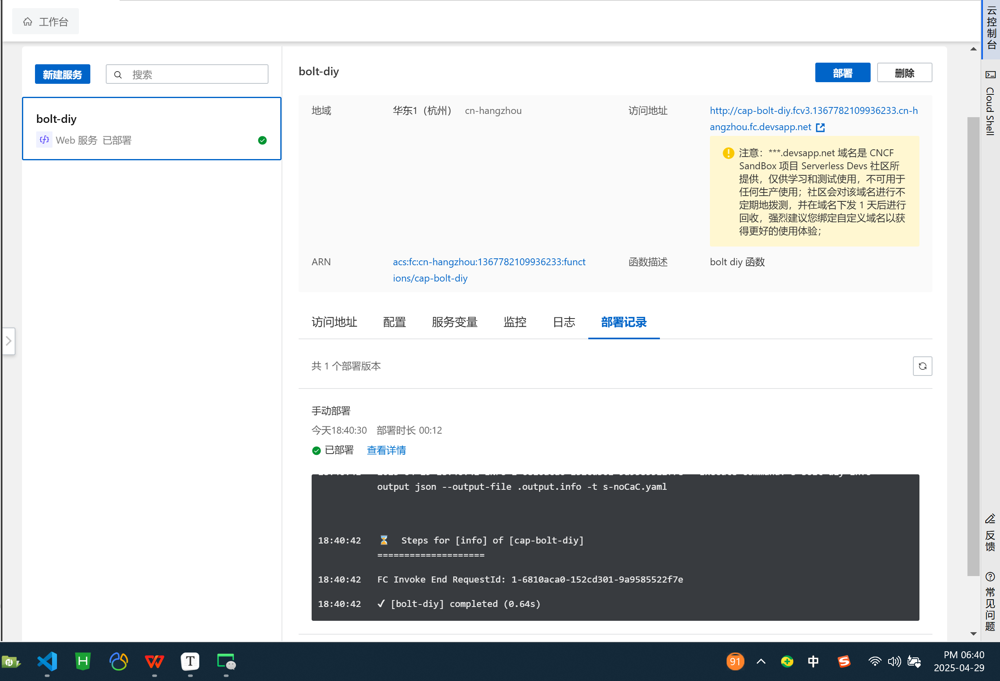 工作台
新建服务
搜索
bolt-diy
Web 服务 已部署
bolt-diy
部署
删除
地域
华东1（杭州） cn-hangzhou
访问地址
http://cap-bolt-diy.fcv3.1367782109936233.cn-h
angzhou.fc.devsapp.net
注意：***.devsapp.net 域名是 CNCF
SandBox 项目 Serverless Devs 社区所
提供，仅供学习和测试使用，不可用于
任何生产使用；社区会对该域名进行不
定期地拨测，并在域名下发 1 天后进行
回收，强烈建议您绑定自定义域名以获
得更好的使用体验；
ARN
acs:fc:cn-hangzhou:1367782109936233:funct
ions/cap-bolt-diy
函数描述
bolt diy 函数
访问地址
配置
服务变量
监控
日志
部署记录
共 1 个部署版本
手动部署
今天18:40:30 部署时长 00:12
已部署 查看详情
output json --output-file .output.info -t s-noCaC.yaml
18:40:42 ⌛ Steps for [info] of [cap-bolt-diy]
====================
18:40:42 FC Invoke End RequestId: 1-6810aca0-152cd301-9a9585522f7e
18:40:42 ✔ [bolt-diy] completed (0.64s)
云控制台
Cloud Shell
反馈
常见问题
H
T
91
中
PM 06:40
2025-04-29